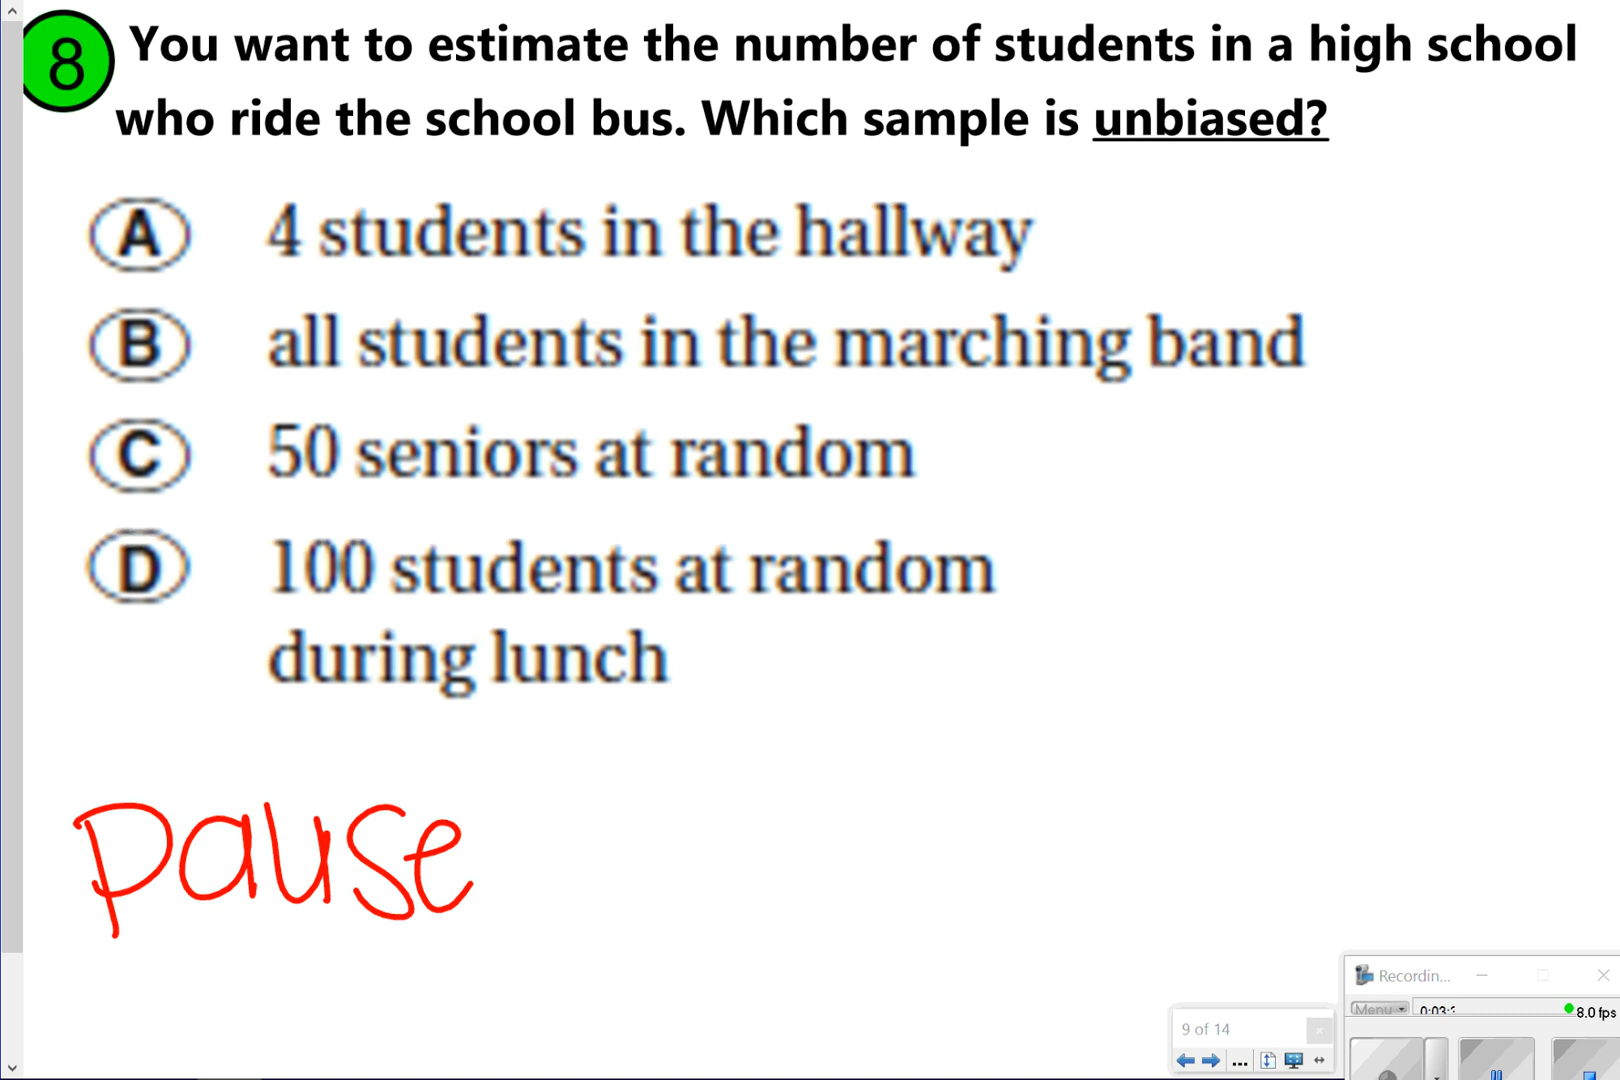 8 You want to estimate the number of students in a high school
who ride the school bus. Which sample is unbiased?
A 4 students in the hallway
B all students in the marching band
C 50 seniors at random
D 100 students at random
during lunch
pause
Recordin...
Menu
8.0 fps
9 of 14
...